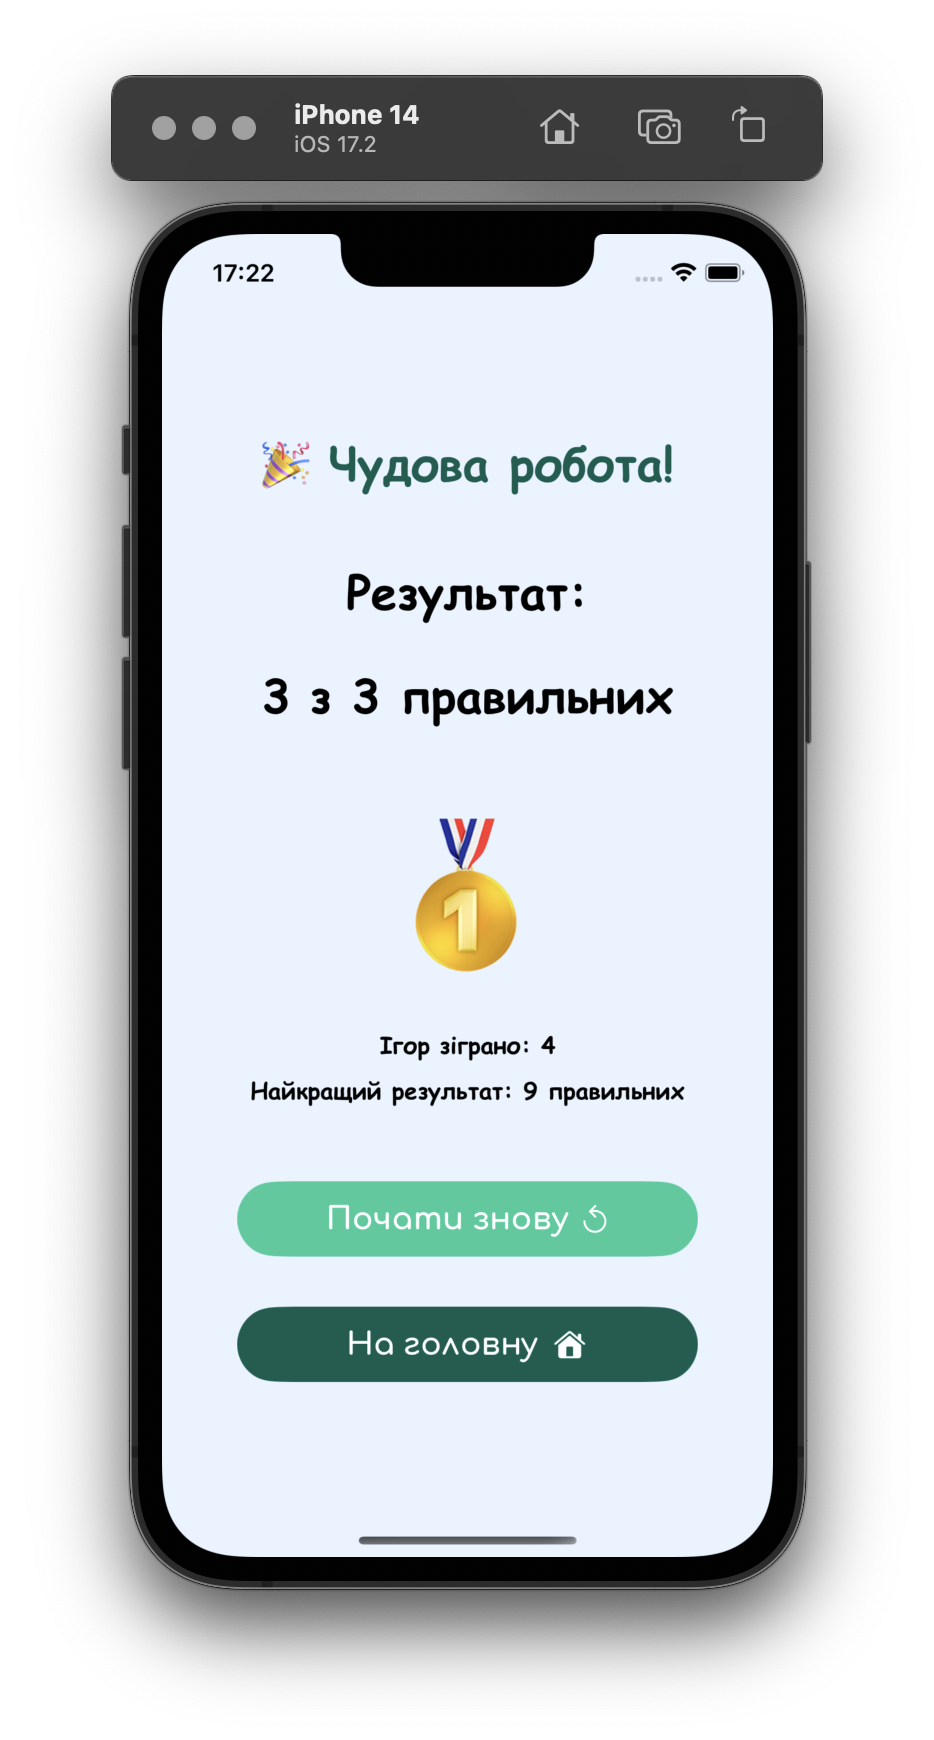 iPhone 14
iOS 17.2
17:22
🎉 Чудова робота!
Результат:
3 з 3 правильних
1
Ігор зіграно: 4
Найкращий результат: 9 правильних
Почати знову
На головну